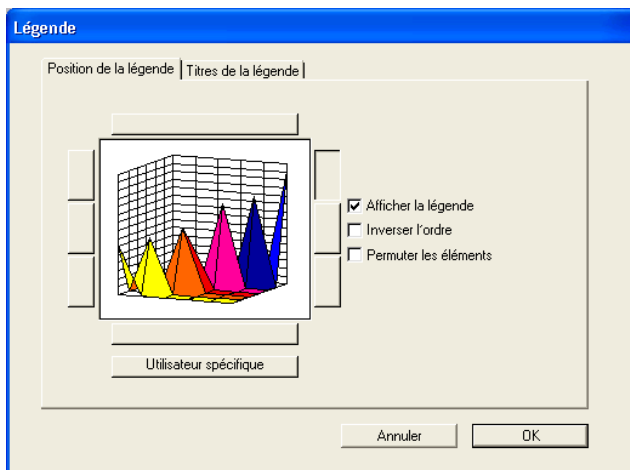 Légende
Position de la légende
Titres de la légende
Afficher la légende
Inverser l'ordre
Permuter les éléments
Utilisateur spécifique
Annuler
OK